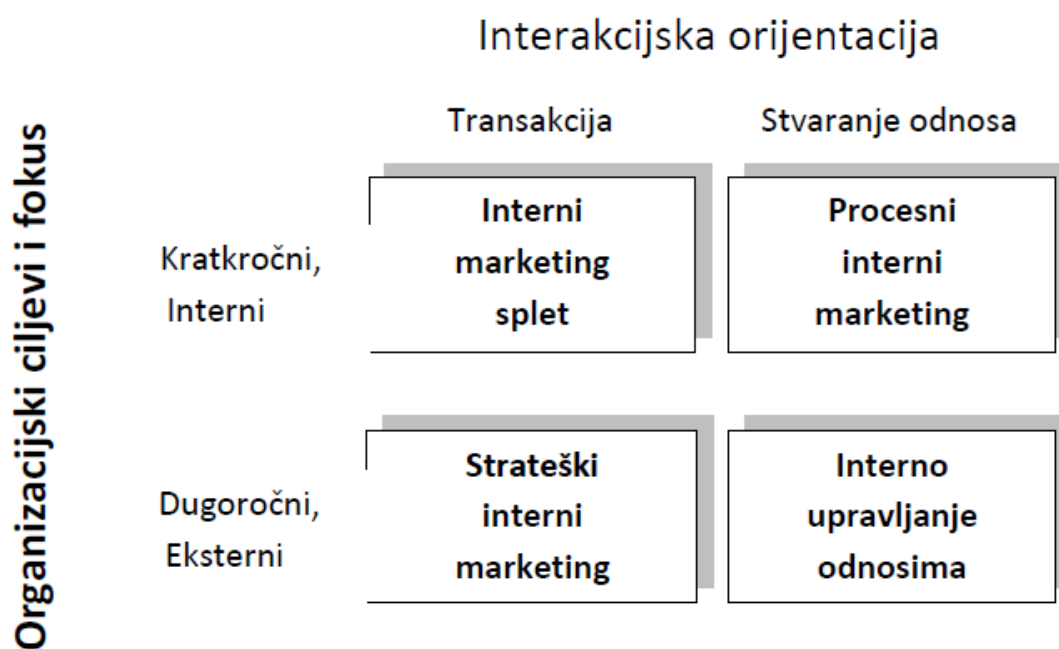 Interakcijska orijentacija
Transakcija
Stvaranje odnosa
Organizacijski ciljevi i fokus
Kratkročni,
Interni
Interni
marketing
splet
Procesni
interni
marketing
Dugoročni,
Eksterni
Strateški
interni
marketing
Interno
upravljanje
odnosima